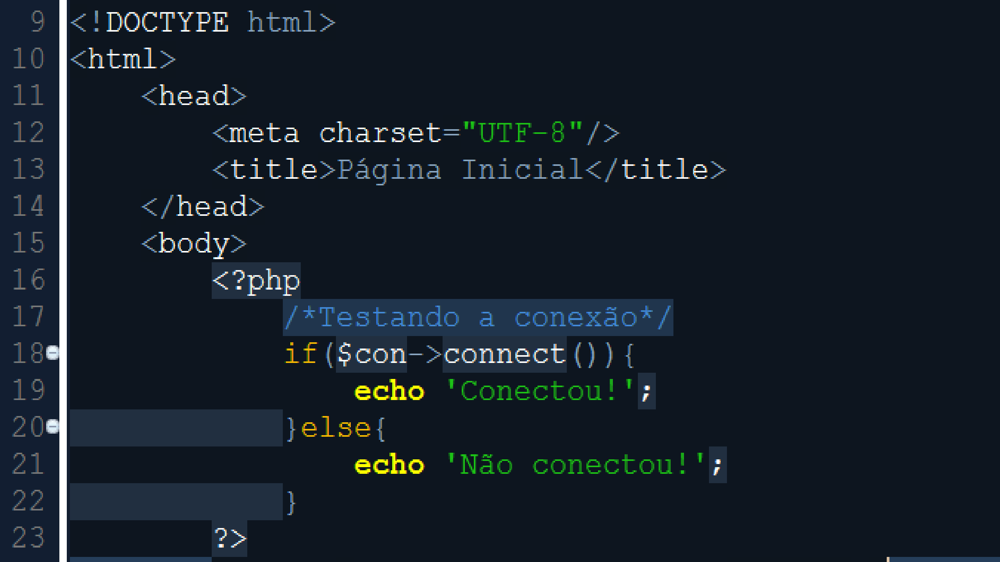 9 <!DOCTYPE html>
10 <html>
11 <head>
12 <meta charset="UTF-8"/>
13 <title>Página Inicial</title>
14 </head>
15 <body>
16 <?php
17 /*Testando a conexão*/
18 if($con->connect()){
19 echo 'Conectou!';
20 }else{
21 echo 'Não conectou!';
22 }
23 ?>